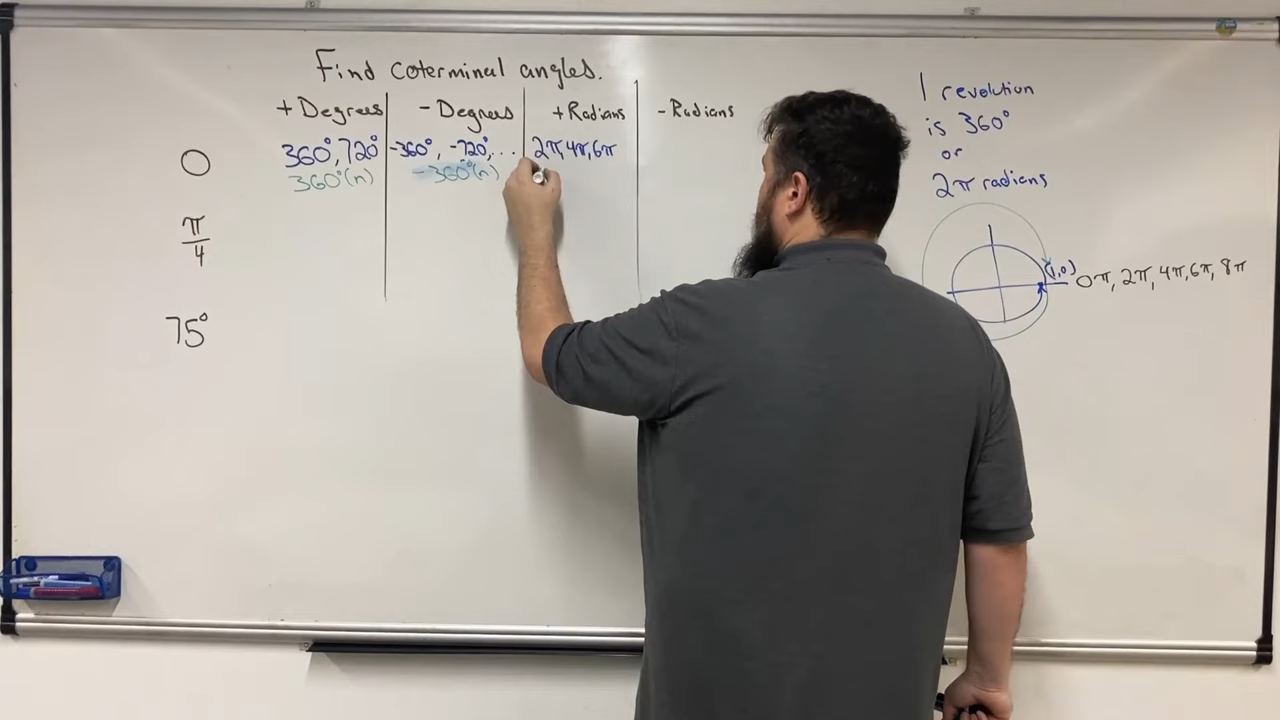 Find coterminal angles.
+ Degrees - Degrees + Radians - Radians
0 360°, 720° -360°, -720°, ... 2π, 4π, 6π
360°(n) -360°(n)
π/4
75°
1 revolution
is 360°
or
2π radians
(1,0)
0π, 2π, 4π, 6π, 8π